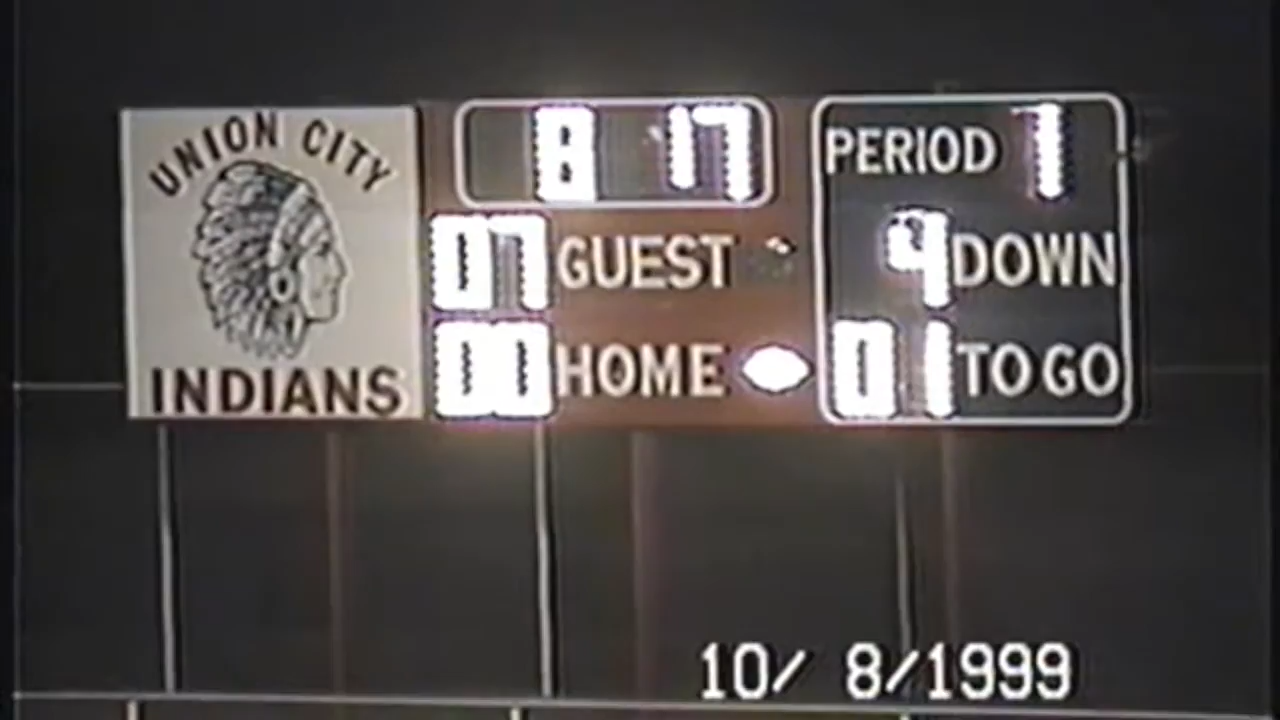 UNION CITY
INDIANS
8 17
07 GUEST
00 HOME
PERIOD 1
4 DOWN
01 TO GO
10/ 8/1999